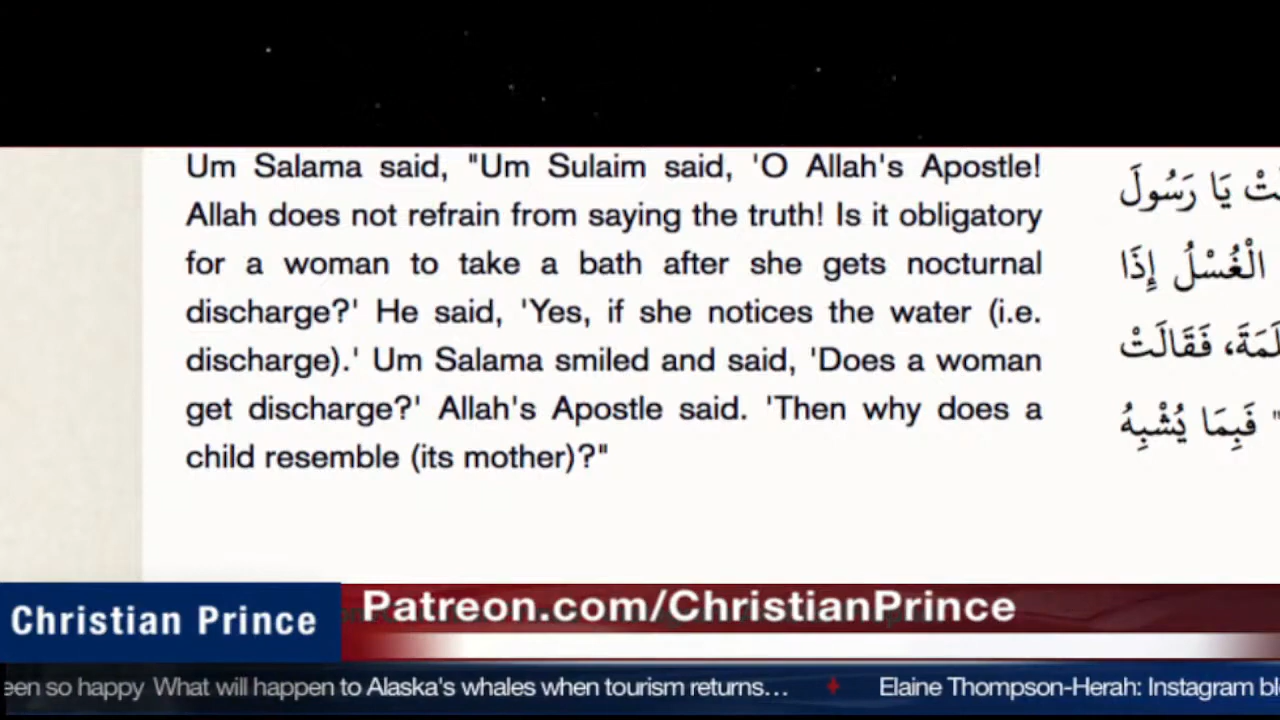 Um Salama said, "Um Sulaim said, 'O Allah's Apostle!
Allah does not refrain from saying the truth! Is it obligatory
for a woman to take a bath after she gets nocturnal
discharge?' He said, 'Yes, if she notices the water (i.e.
discharge).' Um Salama smiled and said, 'Does a woman
get discharge?' Allah's Apostle said. 'Then why does a
child resemble (its mother)?"
يَا رَسُولَ
الْغُسْلُ إِذَا
فَقَالَتْ
" فَبِمَا يُشْبِهُ
Christian Prince
Patreon.com/ChristianPrince
so happy What will happen to Alaska's whales when tourism returns... Elaine Thompson-Herah: Instagram